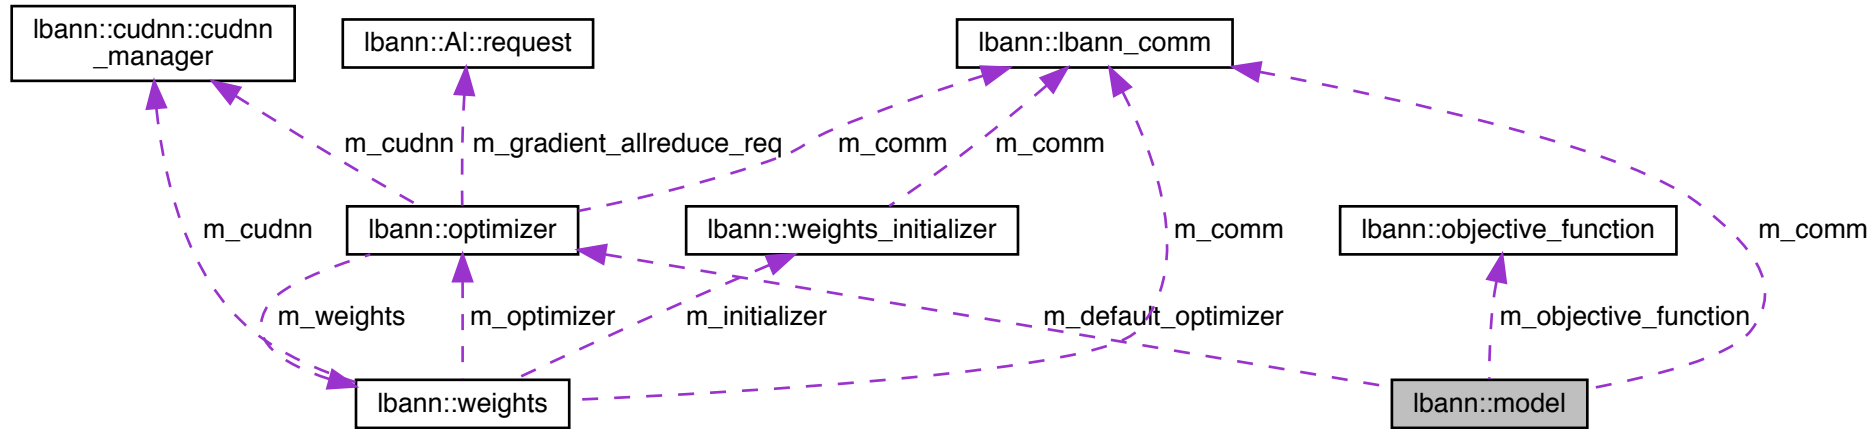 lbann::cudnn::cudnn
_manager
lbann::Al::request
lbann::lbann_comm
m_cudnn
m_gradient_allreduce_req
m_comm
m_comm
lbann::optimizer
lbann::weights_initializer
lbann::objective_function
m_cudnn
m_comm
m_comm
m_weights
m_optimizer
m_initializer
m_default_optimizer
m_objective_function
lbann::weights
lbann::model